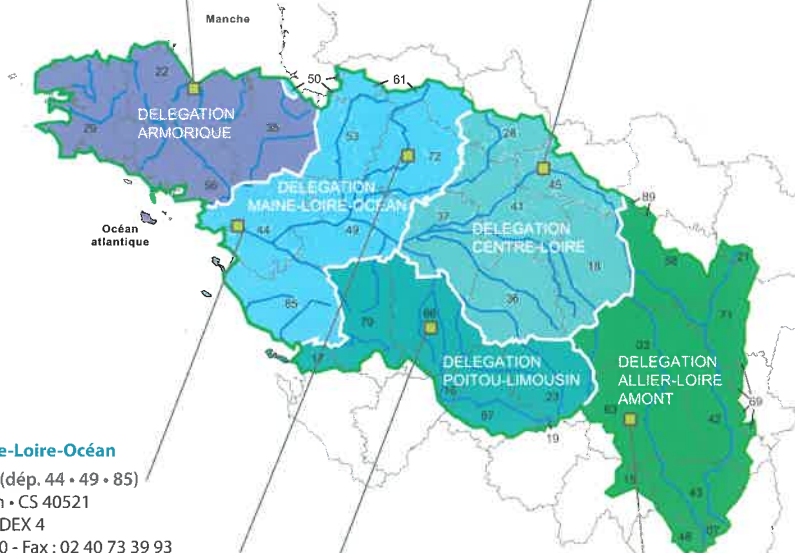 Manche
22
50
61
DELEGATION
ARMORIQUE
29
35
56
53
72
28
45
DELEGATION
MAINE-LOIRE-OCÉAN
Océan
atlantique
44
49
37
41
DELEGATION
CENTRE-LOIRE
18
36
89
58
21
71
85
79
86
17
DELEGATION
POITOU-LIMOUSIN
16
87
23
19
03
DELEGATION
ALLIER-LOIRE
AMONT
63
69
42
15
43
48
07
e-Loire-Océan
(dép. 44 • 49 • 85)
n • CS 40521
DEX 4
0 - Fax : 02 40 73 39 93